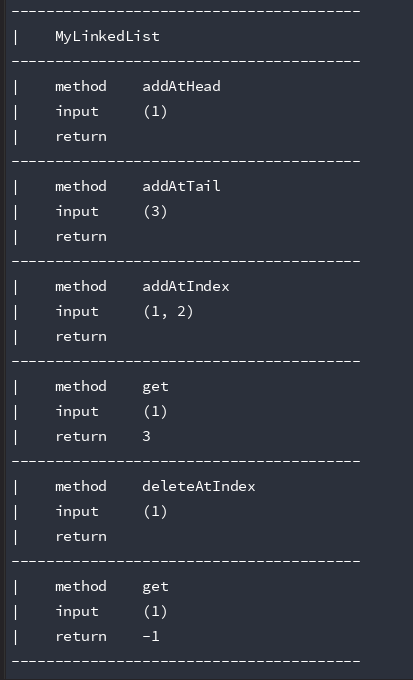 ----------------------------------------
|    MyLinkedList
----------------------------------------
|    method    addAtHead
|    input     (1)
|    return
----------------------------------------
|    method    addAtTail
|    input     (3)
|    return
----------------------------------------
|    method    addAtIndex
|    input     (1, 2)
|    return
----------------------------------------
|    method    get
|    input     (1)
|    return    3
----------------------------------------
|    method    deleteAtIndex
|    input     (1)
|    return
----------------------------------------
|    method    get
|    input     (1)
|    return    -1
----------------------------------------